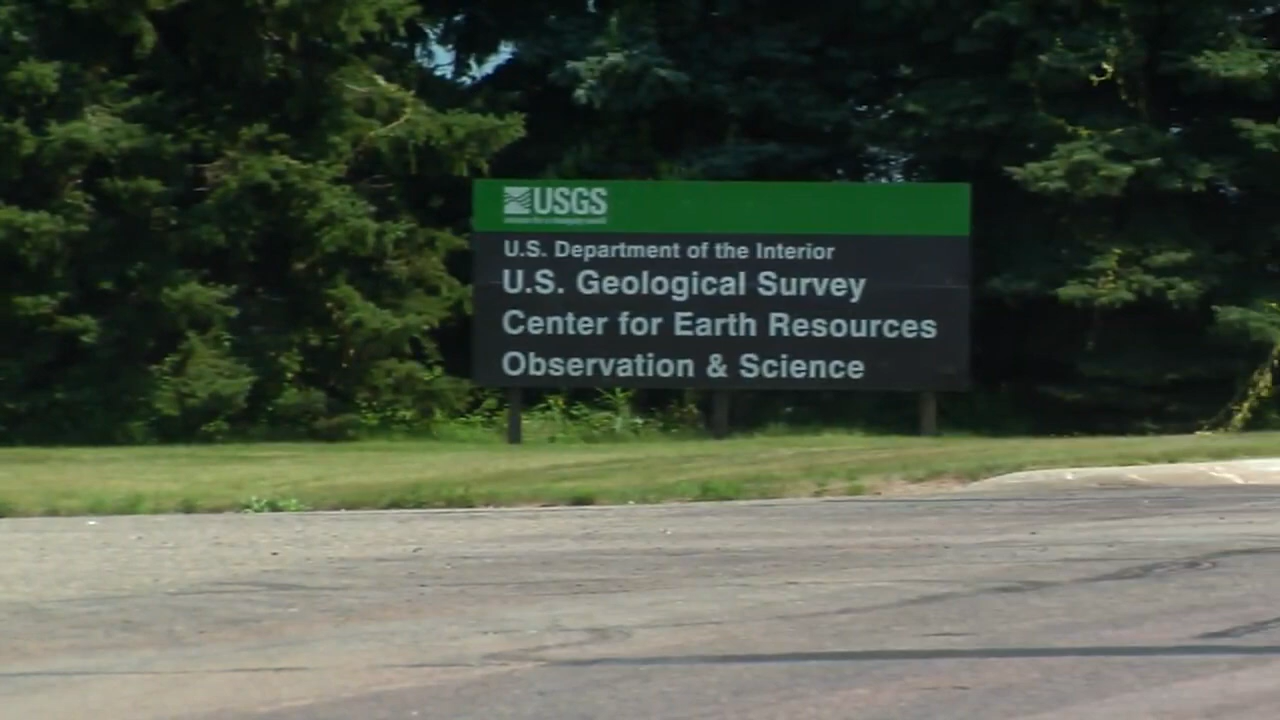 USGS
U.S. Department of the Interior
U.S. Geological Survey
Center for Earth Resources
Observation & Science